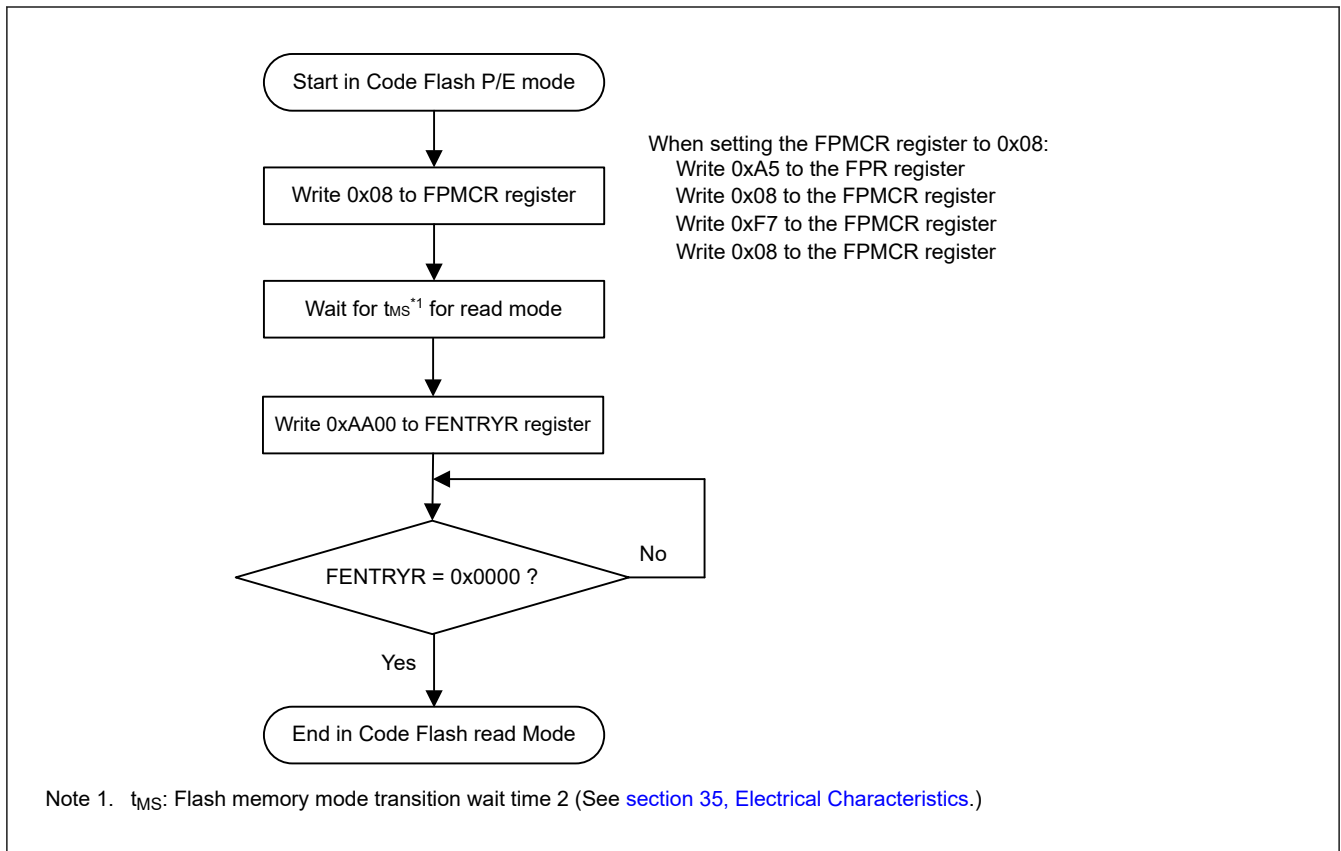 Start in Code Flash P/E mode
When setting the FPMCR register to 0x08:
Write 0xA5 to the FPR register
Write 0x08 to FPMCR register
Write 0x08 to the FPMCR register
Write 0xF7 to the FPMCR register
Write 0x08 to the FPMCR register
Wait for tMS*1 for read mode
Write 0xAA00 to FENTRYR register
No
FENTRYR = 0x0000 ?
Yes
End in Code Flash read Mode
Note 1. tMS: Flash memory mode transition wait time 2 (See section 35, Electrical Characteristics.)